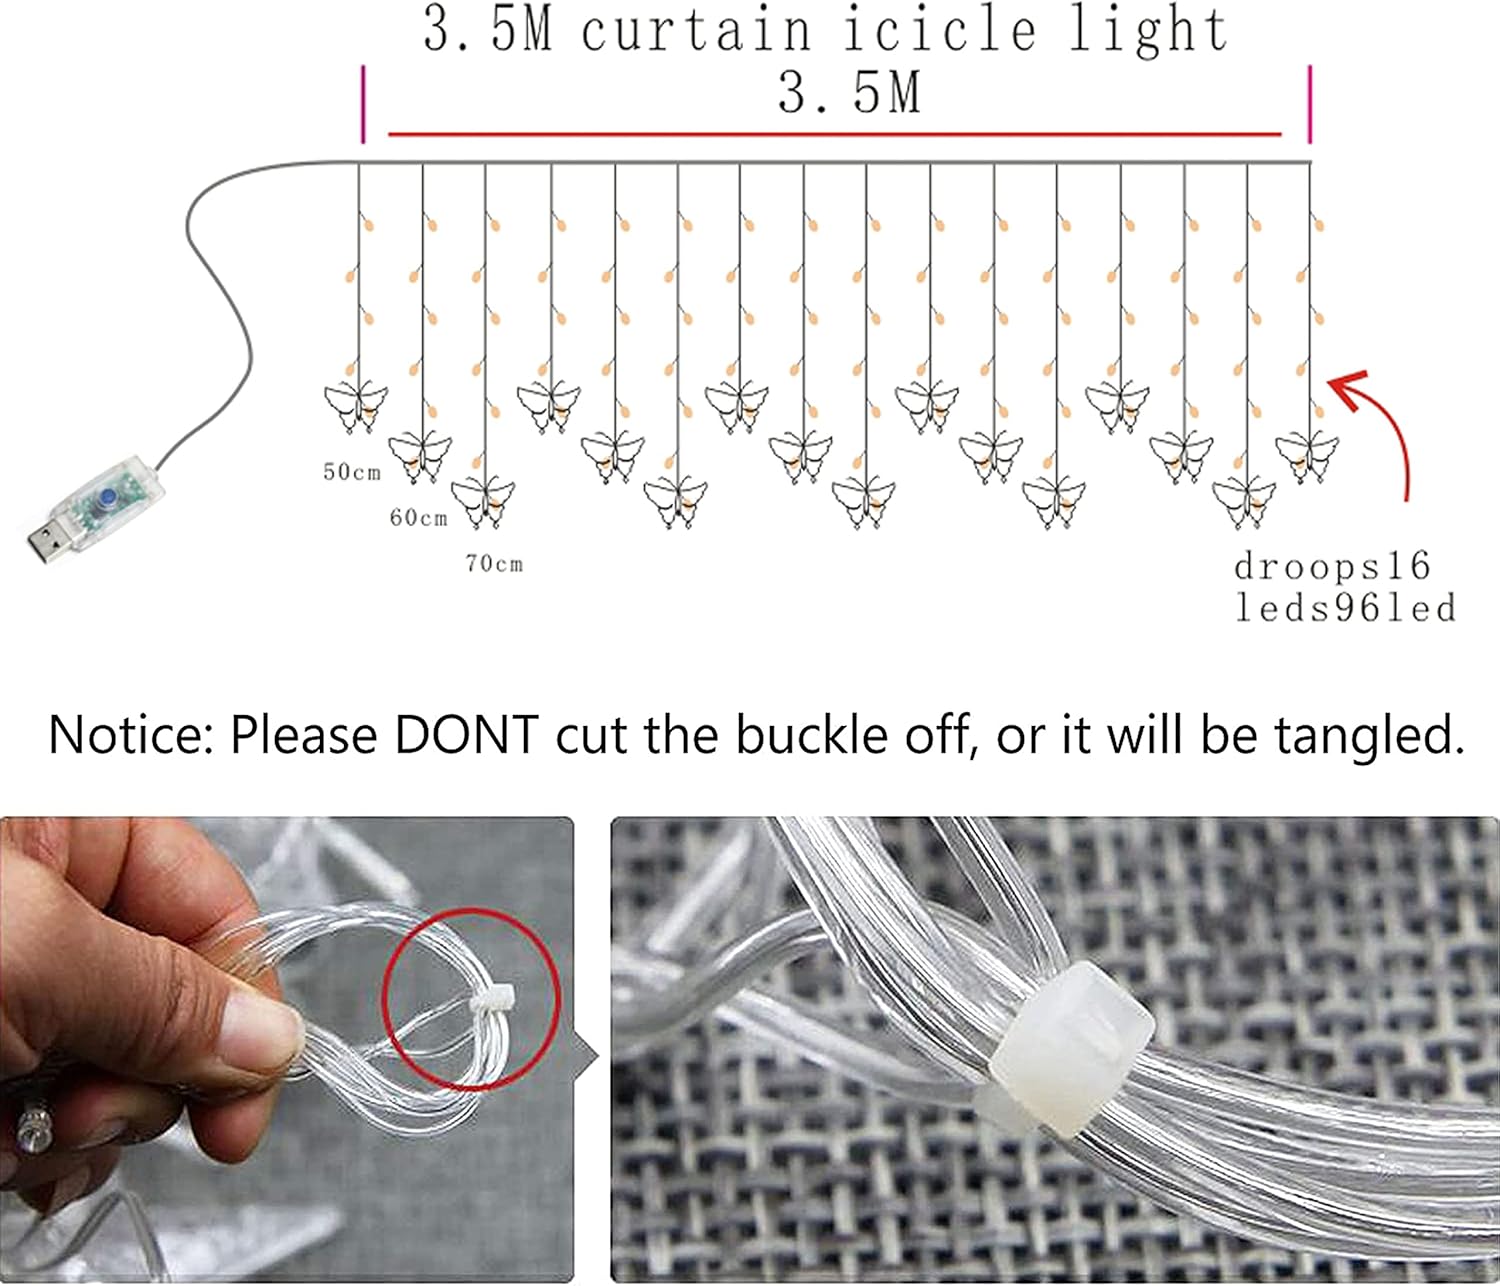 3.5M curtain icicle light
3.5M
50cm
60cm
70cm
droops16
leds96led
Notice: Please DONT cut the buckle off, or it will be tangled.